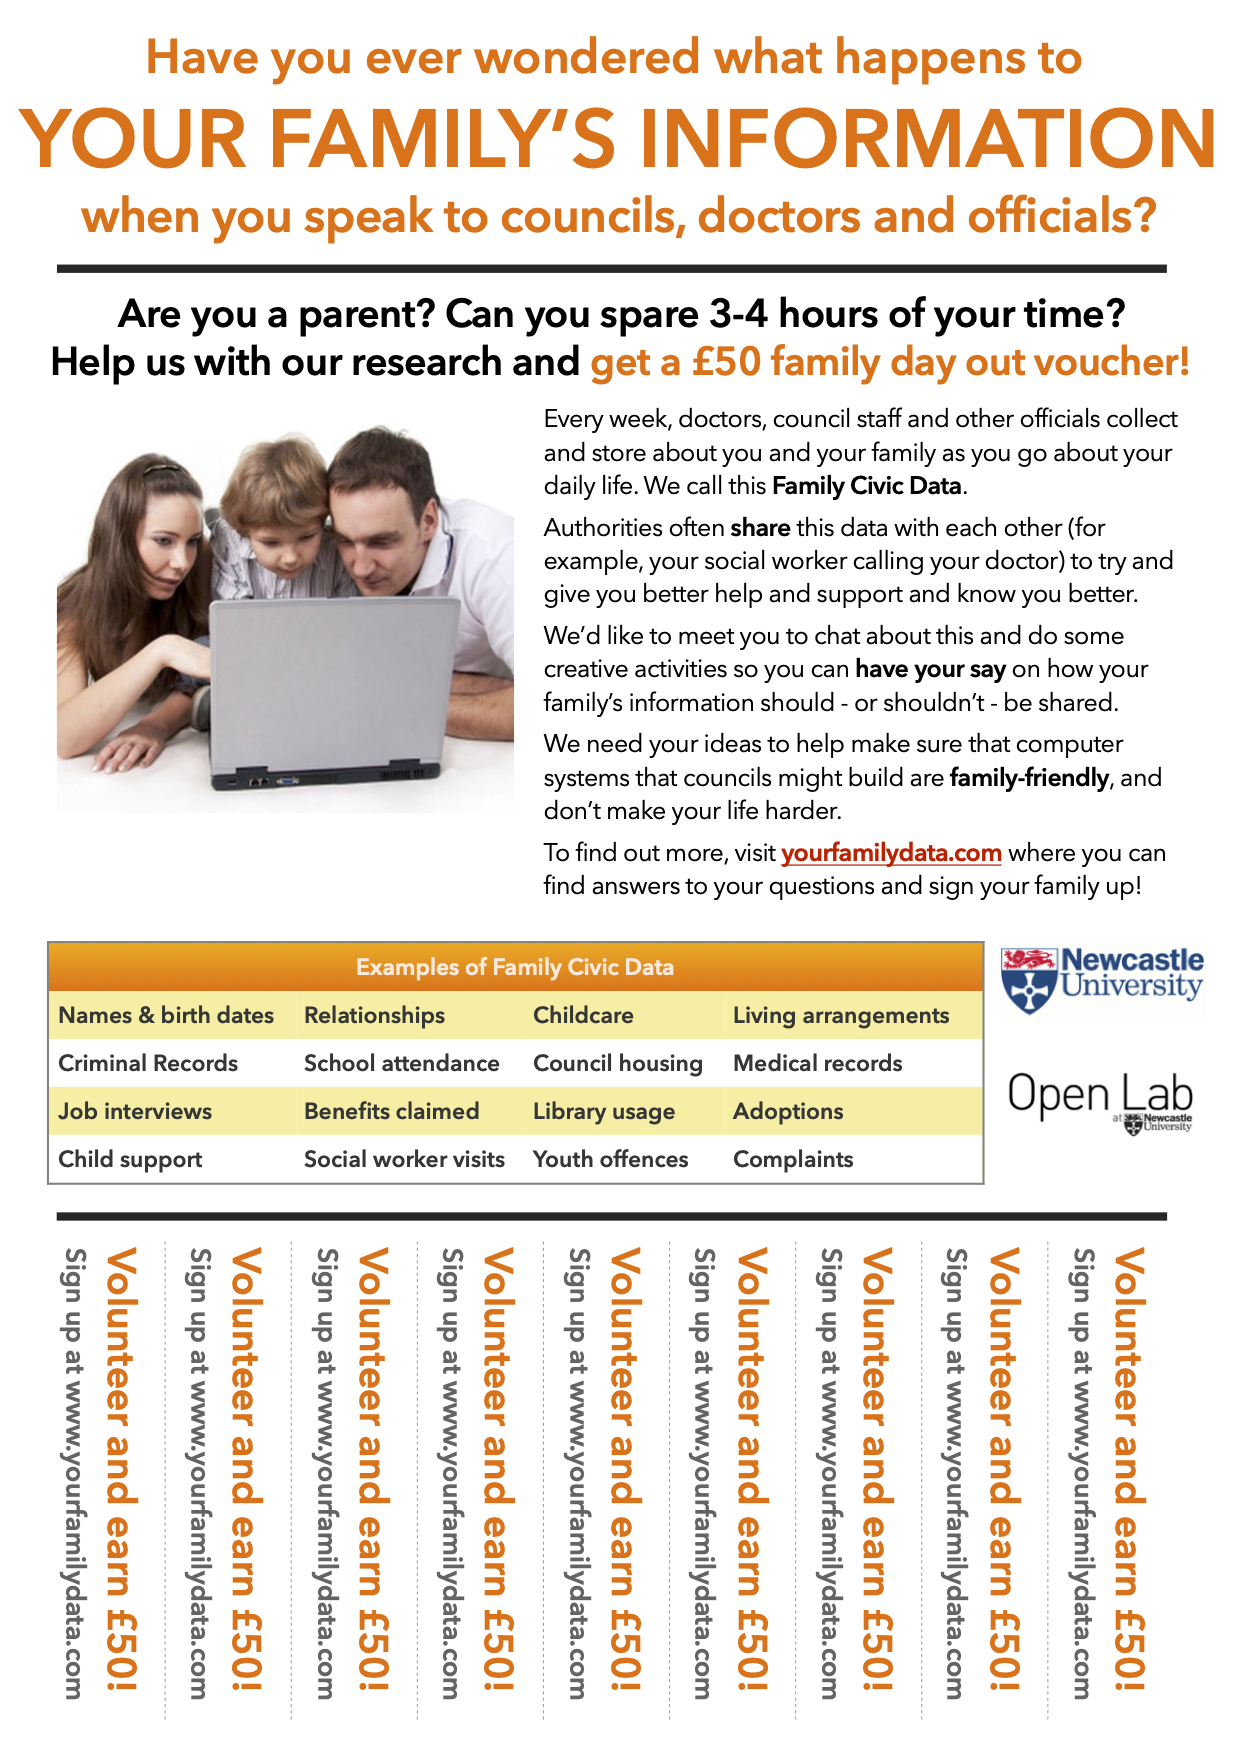 Have you ever wondered what happens to
YOUR FAMILY’S INFORMATION
when you speak to councils, doctors and officials?
Are you a parent? Can you spare 3-4 hours of your time?
Help us with our research and get a £50 family day out voucher!
Every week, doctors, council staff and other officials collect
and store about you and your family as you go about your
daily life. We call this Family Civic Data.
Authorities often share this data with each other (for
example, your social worker calling your doctor) to try and
give you better help and support and know you better.
We’d like to meet you to chat about this and do some
creative activities so you can have your say on how your
family’s information should - or shouldn’t - be shared.
We need your ideas to help make sure that computer
systems that councils might build are family-friendly, and
don’t make your life harder.
To find out more, visit yourfamilydata.com where you can
find answers to your questions and sign your family up!
Examples of Family Civic Data
Names & birth dates Relationships Childcare Living arrangements
Criminal Records School attendance Council housing Medical records
Job interviews Benefits claimed Library usage Adoptions
Child support Social worker visits Youth offences Complaints
Newcastle
University
Open Lab
at Newcastle
University
Volunteer and earn £50!
Sign up at www.yourfamilydata.com
Volunteer and earn £50!
Sign up at www.yourfamilydata.com
Volunteer and earn £50!
Sign up at www.yourfamilydata.com
Volunteer and earn £50!
Sign up at www.yourfamilydata.com
Volunteer and earn £50!
Sign up at www.yourfamilydata.com
Volunteer and earn £50!
Sign up at www.yourfamilydata.com
Volunteer and earn £50!
Sign up at www.yourfamilydata.com
Volunteer and earn £50!
Sign up at www.yourfamilydata.com
Volunteer and earn £50!
Sign up at www.yourfamilydata.com